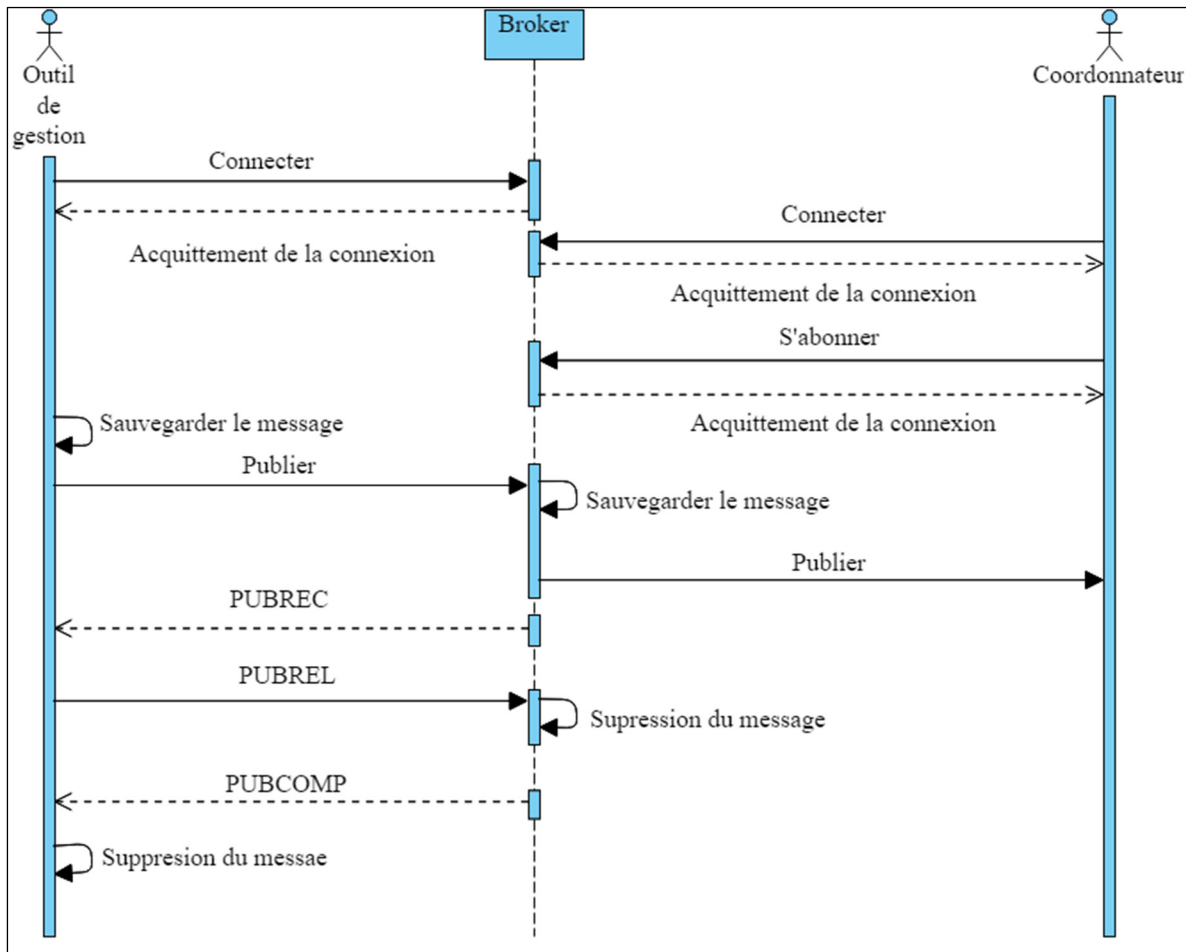 Outil
de
gestion
Broker
Coordonnateur
Connecter
Connecter
Acquittement de la connexion
Acquittement de la connexion
S'abonner
Sauvegarder le message
Acquittement de la connexion
Publier
Sauvegarder le message
Publier
PUBREC
PUBREL
Supression du message
PUBCOMP
Suppresion du messae